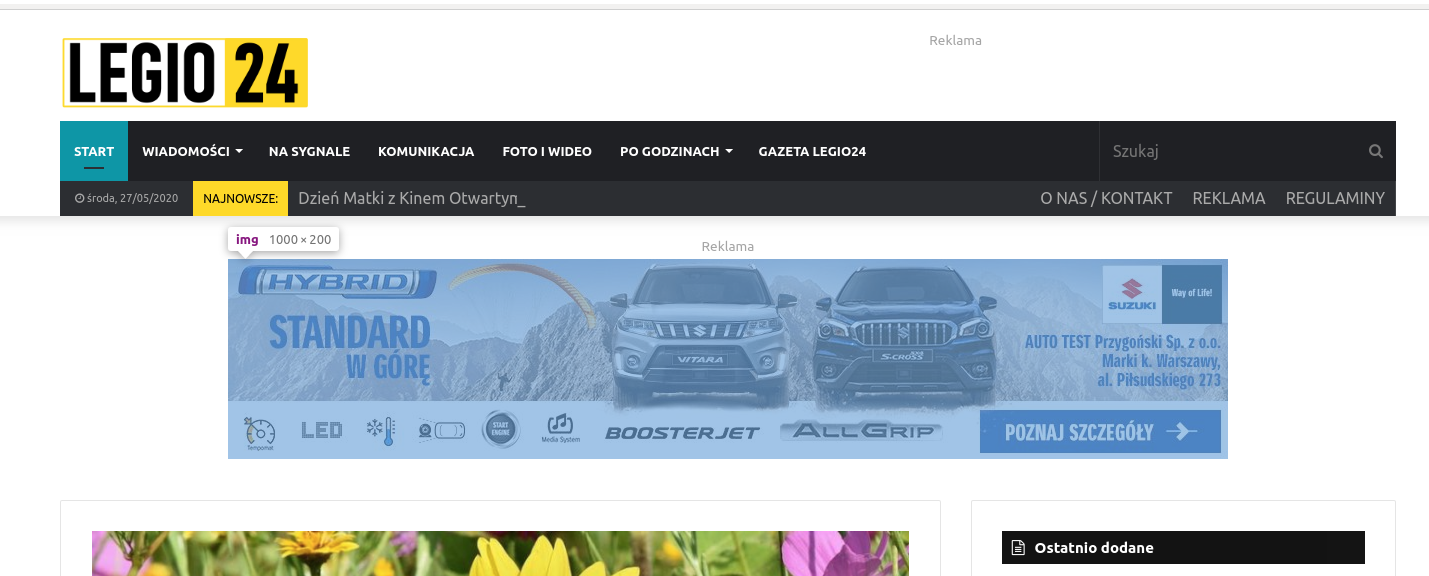 LEGIO 24
Reklama
START WIADOMOŚCI NA SYGNALE KOMUNIKACJA FOTO I WIDEO PO GODZINACH GAZETA LEGIO24 Szukaj
środa, 27/05/2020 NAJNOWSZE: Dzień Matki z Kinem Otwartyn_ O NAS / KONTAKT REKLAMA REGULAMINY
img 1000 × 200
Reklama
HYBRID
STANDARD
W GÓRĘ
VITARA
S-CROSS
SUZUKI
Way of Life!
AUTO TEST Przygoński Sp. z o.o.
Marki k. Warszawy,
al. Piłsudskiego 273
Tempomat
LED
START ENGINE
Media System
BOOSTERJET
ALLGRIP
POZNAJ SZCZEGÓŁY
Ostatnio dodane